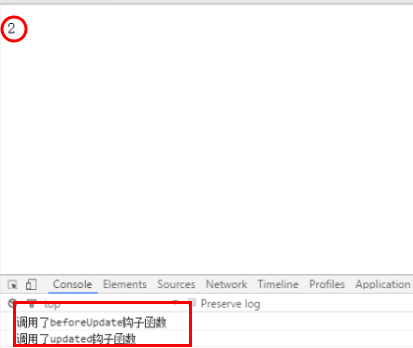 2
Console Elements Sources Network Timeline Profiles Application
top Preserve log
调用了beforeUpdate钩子函数
调用了updated钩子函数